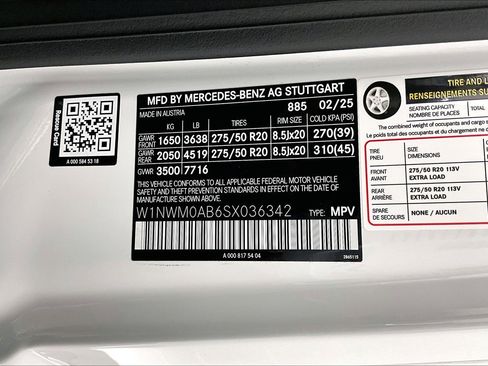 MFD BY MERCEDES-BENZ AG STUTTGART
MADE IN AUSTRIA 885 02/25
KG LB TIRES RIM SIZE COLD KPA (PSI)
GAWR FRONT 1650 3638 275/50 R20 8.5Jx20 270(39)
GAWR REAR 2050 4519 275/50 R20 8.5Jx20 310(45)
GVWR 3500 7716
THIS VEHICLE CONFORMS TO ALL APPLICABLE
FEDERAL MOTOR VEHICLE SAFETY AND THEFT
PREVENTION STANDARDS IN EFFECT ON THE DATE
OF MANUFACTURE SHOWN ABOVE.
W1NWM0AB6SX036342 TYPE: MPV
A 000 817 54 04
Rescue Card
A 000 584 53 18
TIRE AND
RENSEIGNEMENTS SU
SEATING CAPACITY
NOMBRE DE PLACES
The combined weight of occupants and cargo
Le poids total des occupants et du chargement
TIRE
PNEU
SIZE
DIMENSIONS
FRONT
AVANT
275/50 R20 113V
EXTRA LOAD
REAR
ARRIÈRE
275/50 R20 113V
EXTRA LOAD
SPARE
DE SECOURS
NONE / AUCUN